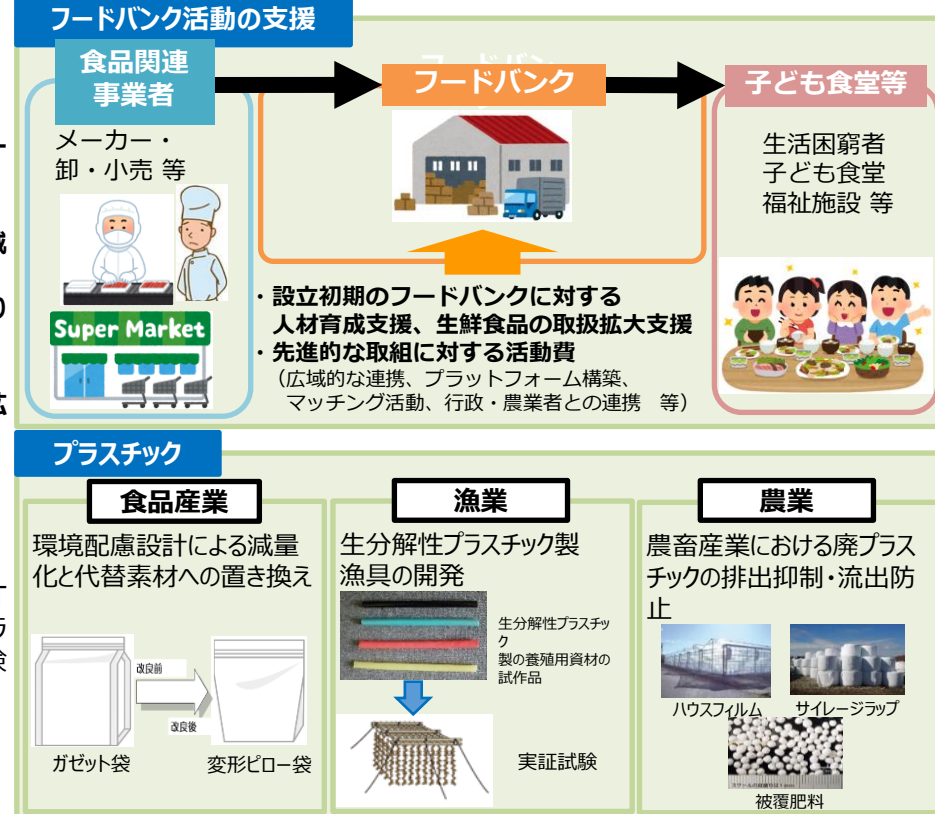 フードバンク活動の支援
食品関連
事業者
フードバンク
子ども食堂等
メーカー・
卸・小売 等
生活困窮者
子ども食堂
福祉施設 等
Super Market
・設立初期のフードバンクに対する
人材育成支援、生鮮食品の取扱拡大支援
・先進的な取組に対する活動費
（広域的な連携、プラットフォーム構築、
マッチング活動、行政・農業者との連携 等）
プラスチック
食品産業
環境配慮設計による減量
化と代替素材への置き換え
改良前
改良後
ガゼット袋
変形ピロー袋
漁業
生分解性プラスチック製
漁具の開発
生分解性プラスチッ
ク
製の養殖用資材の
試作品
実証試験
農業
農畜産業における廃プラス
チックの排出抑制・流出防
止
ハウスフィルム
サイレージラップ
被覆肥料